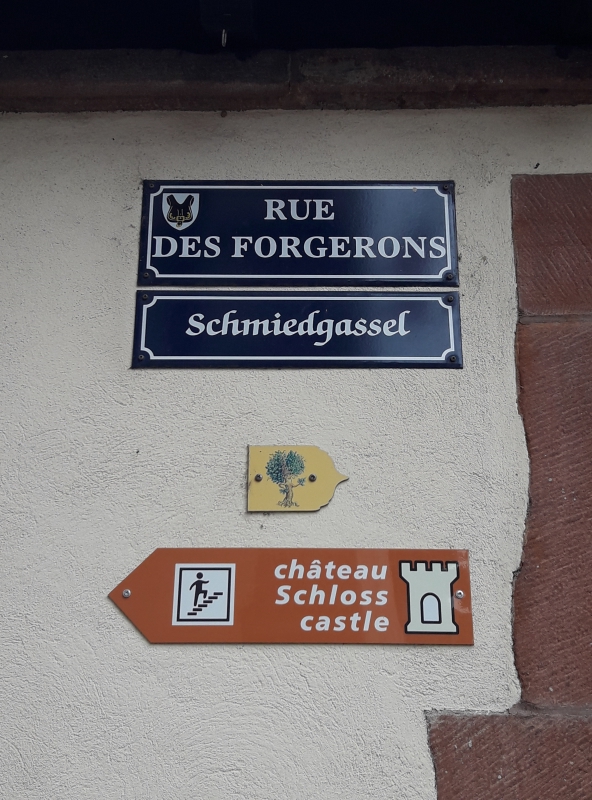 RUE
DES FORGERONS
Schmiedgassel
château
Schloss
castle